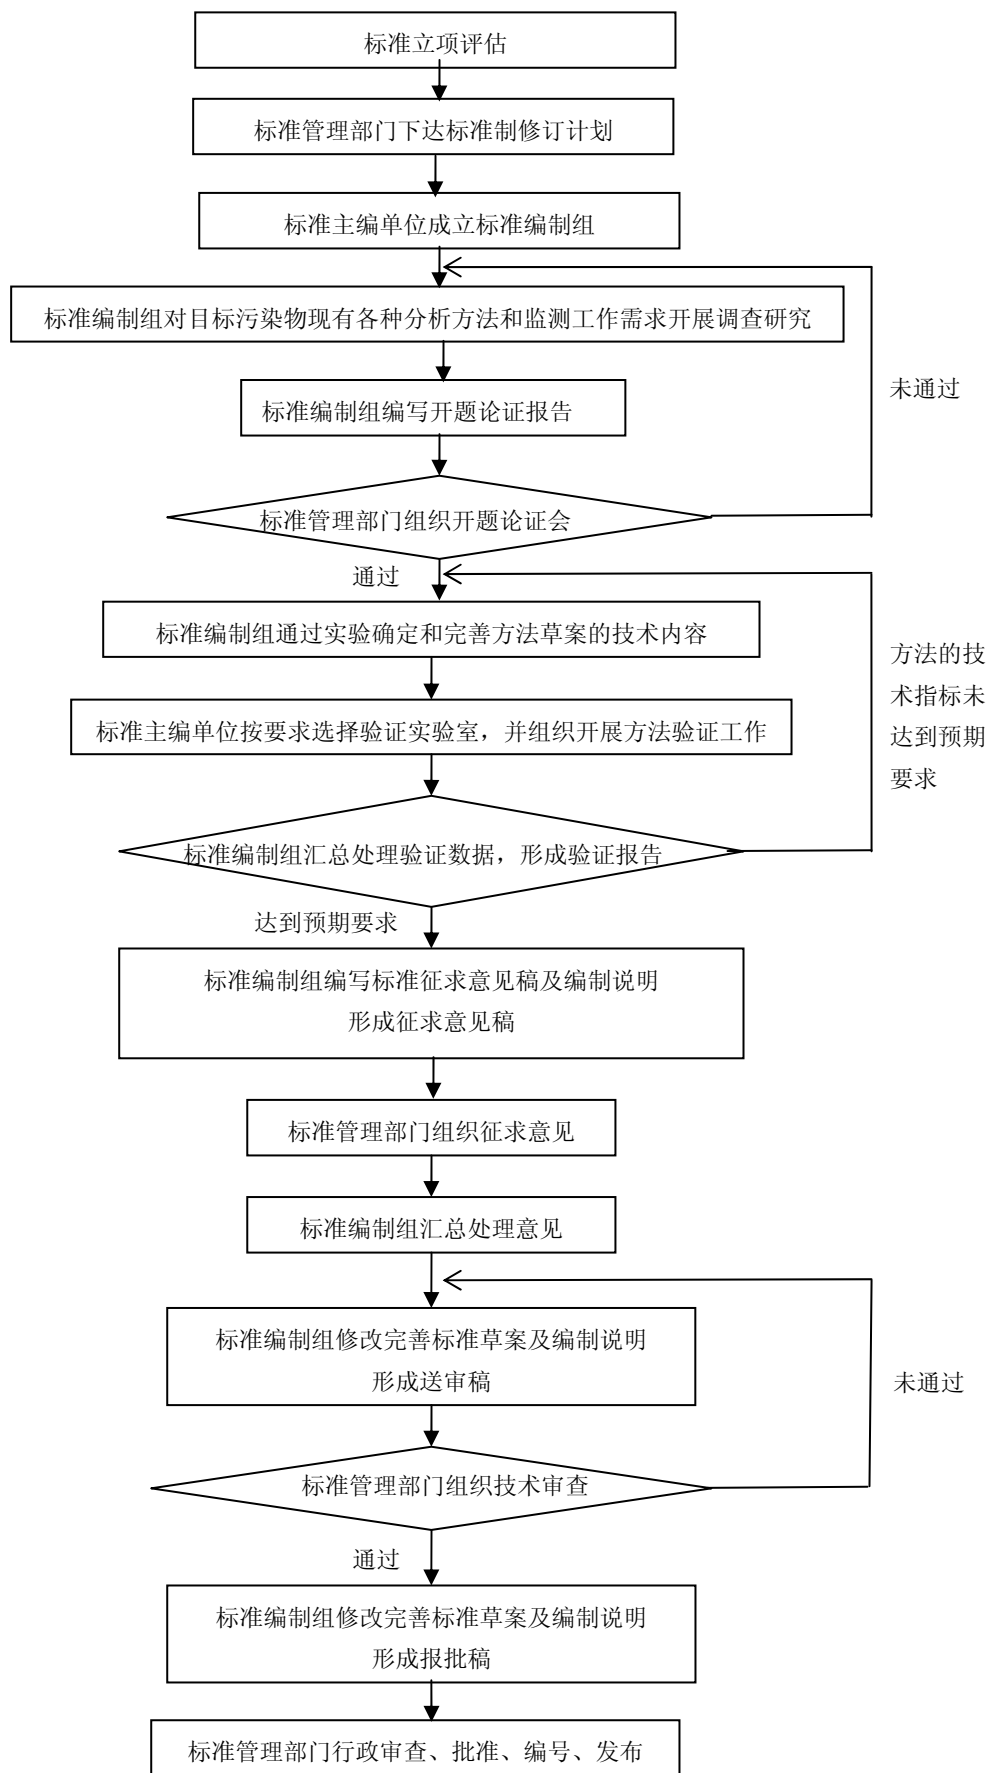 标准立项评估
标准管理部门下达标准制修订计划
标准主编单位成立标准编制组
标准编制组对目标污染物现有各种分析方法和监测工作需求开展调查研究
未通过
标准编制组编写开题论证报告
标准管理部门组织开题论证会
通过
标准编制组通过实验确定和完善方法草案的技术内容
方法的技
术指标未
达到预期
要求
标准主编单位按要求选择验证实验室，并组织开展方法验证工作
标准编制组汇总处理验证数据，形成验证报告
达到预期要求
标准编制组编写标准征求意见稿及编制说明
形成征求意见稿
标准管理部门组织征求意见
标准编制组汇总处理意见
标准编制组修改完善标准草案及编制说明
形成送审稿
未通过
标准管理部门组织技术审查
通过
标准编制组修改完善标准草案及编制说明
形成报批稿
标准管理部门行政审查、批准、编号、发布